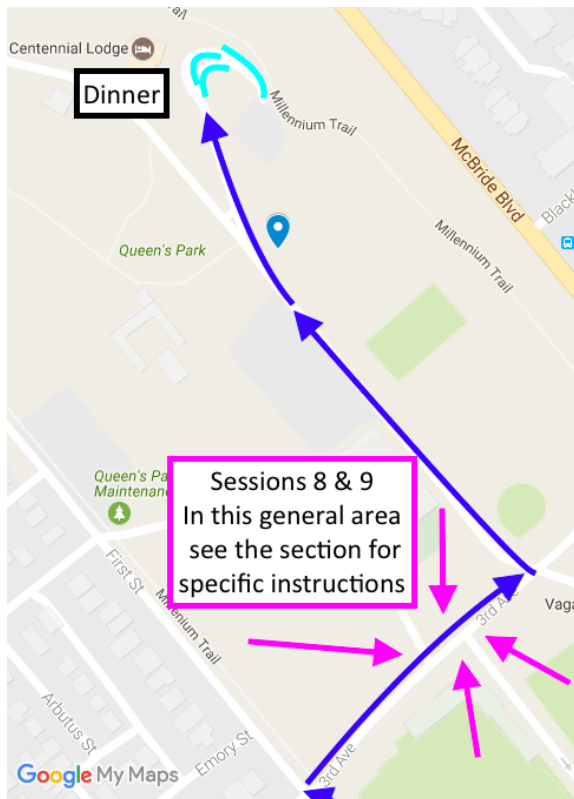 Centennial Lodge
Trail
Dinner
Millennium Trail
McBride Blvd
Queen's Park
Millennium Trail
Sessions 8 & 9
In this general area
see the section for
specific instructions
Queen's
Maintenance
First St
Millennium Trail
3rd Ave
Arbutus St
Emory St
3rd Ave
Google My Maps